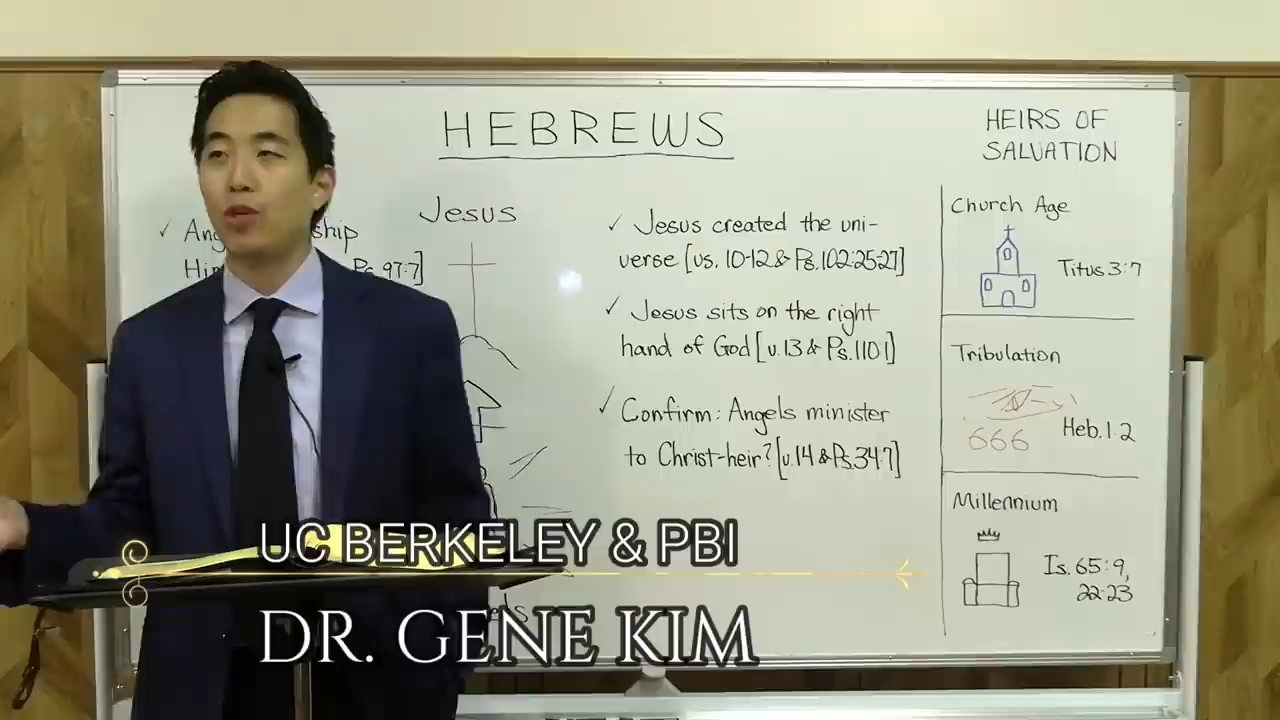 HEBREWS
HEIRS OF
SALVATION
Jesus
Ang ship
Hi Ps.97:7]
✓ Jesus created the uni-
verse [vs. 10-12 & Ps.102:25-27]
✓ Jesus sits on the right
hand of God [v.13 & Ps.110:1]
✓ Confirm: Angels minister
to Christ-heir? [v.14 & Ps.34:7]
Church Age
Titus 3:7
Tribulation
666
Heb. 1-2
Millennium
Is. 65:9,
22-23
UC BERKELEY & PBI
DR. GENE KIM